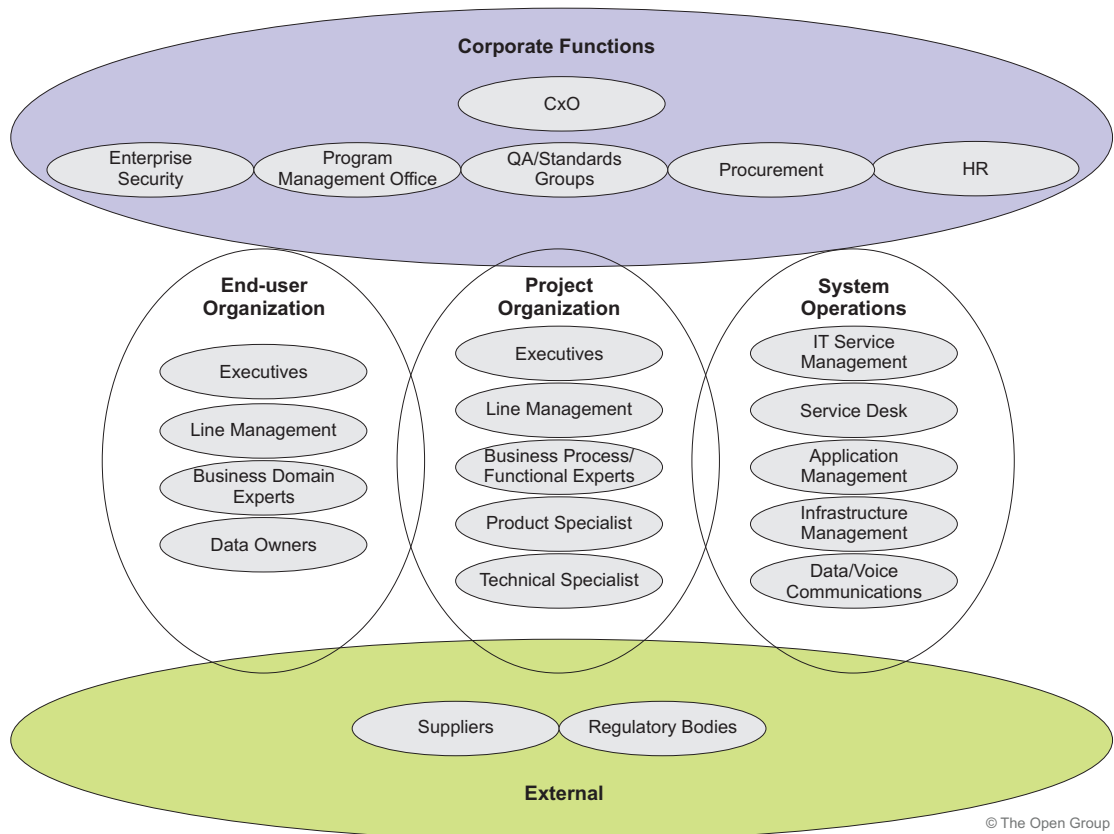 Corporate Functions
CxO
Enterprise
Security
Program
Management Office
QA/Standards
Groups
Procurement
HR
End-user
Organization
Executives
Line Management
Business Domain
Experts
Data Owners
Project
Organization
Executives
Line Management
Business Process/
Functional Experts
Product Specialist
Technical Specialist
System
Operations
IT Service
Management
Service Desk
Application
Management
Infrastructure
Management
Data/Voice
Communications
Suppliers
Regulatory Bodies
External
© The Open Group